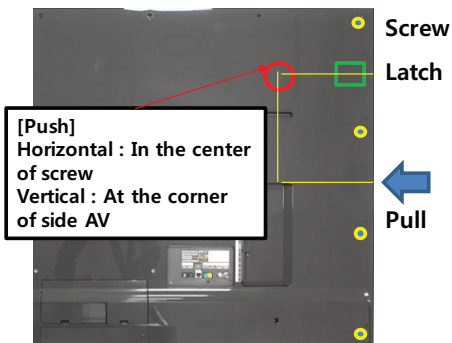 Screw
Latch
[Push]
Horizontal : In the center
of screw
Vertical : At the corner
of side AV
Pull